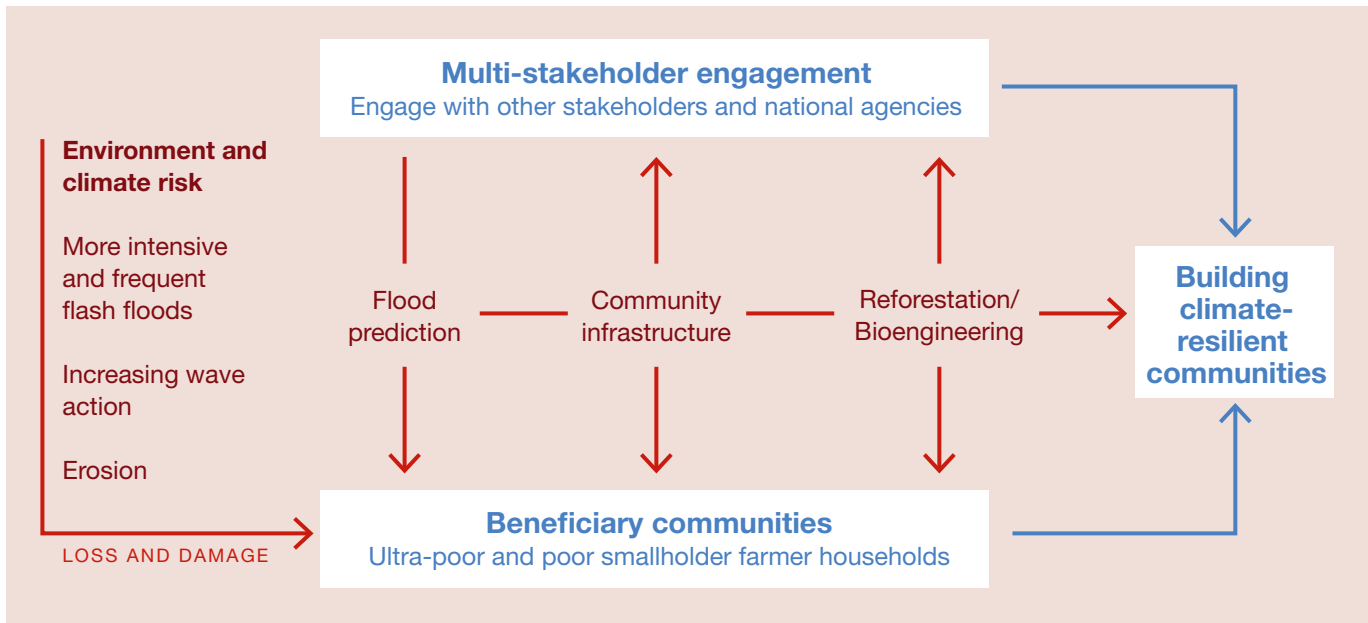 Multi-stakeholder engagement
Engage with other stakeholders and national agencies
Environment and
climate risk
More intensive
and frequent
flash floods
Increasing wave
action
Erosion
LOSS AND DAMAGE
Flood
prediction
Community
infrastructure
Reforestation/
Bioengineering
Building
climate-
resilient
communities
Beneficiary communities
Ultra-poor and poor smallholder farmer households